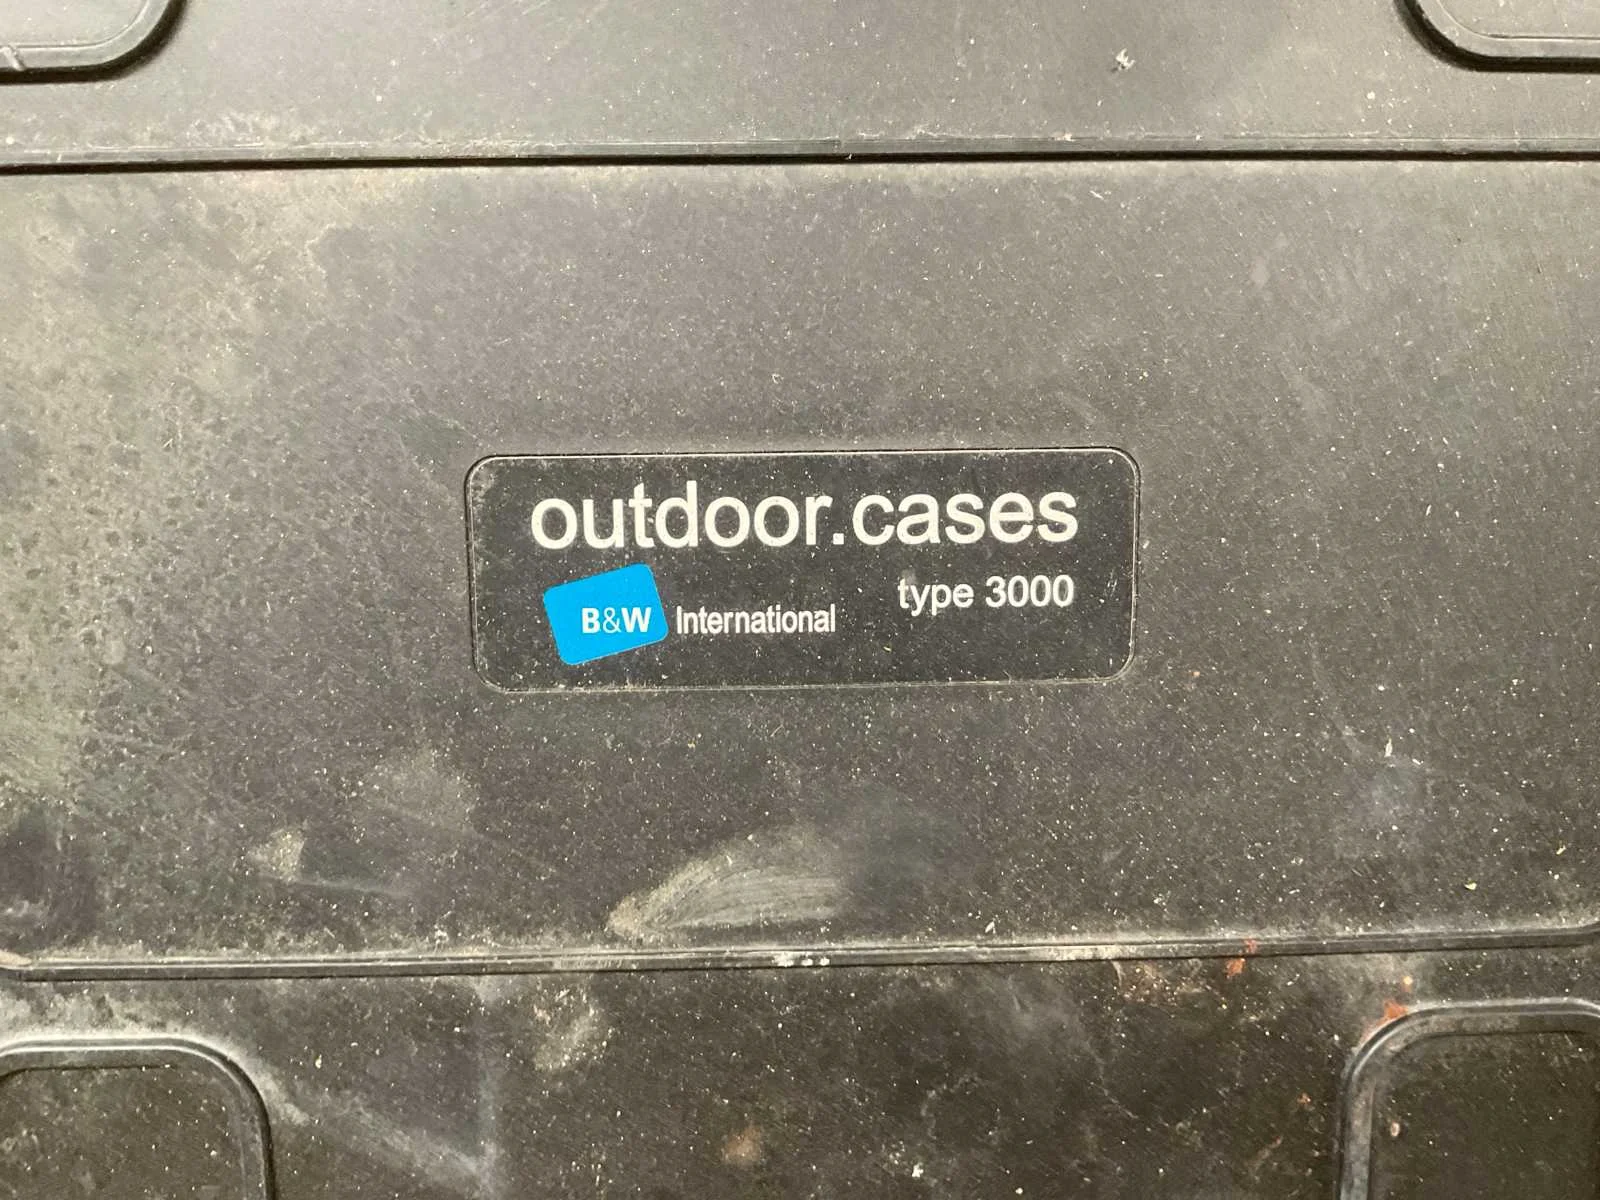 outdoor.cases
type 3000
B&W International